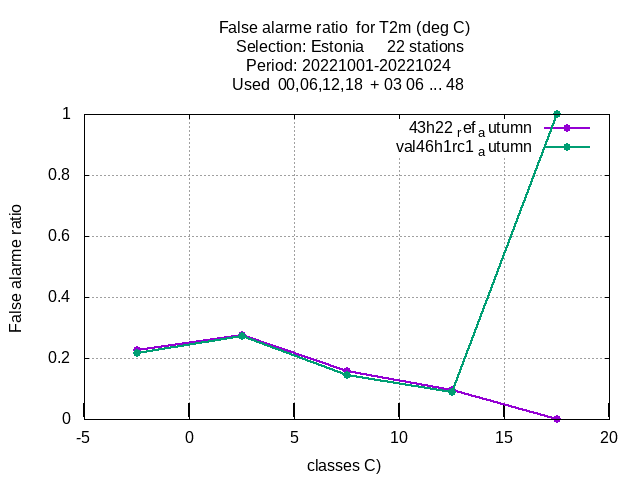 False alarme ratio  for T2m (deg C)
Selection: Estonia     22 stations
Period: 20221001-20221024
Used  00,06,12,18  + 03 06 ... 48
1
0.8
0.6
0.4
0.2
0
-5
0
5
10
15
20
False alarme ratio
classes C)
43h22 ref a utumn
val46h1rc1 a utumn